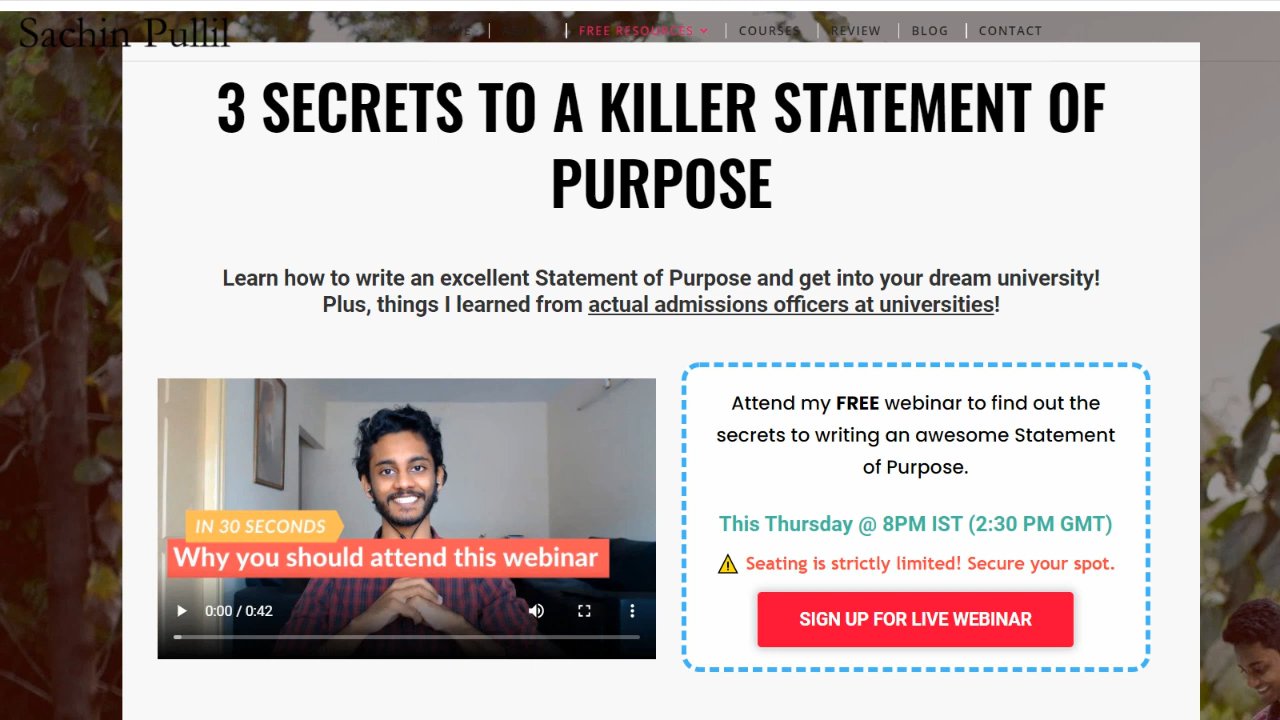 Sachin Pullil
FREE RESOURCES
COURSES
REVIEW
BLOG
CONTACT
3 SECRETS TO A KILLER STATEMENT OF
PURPOSE
Learn how to write an excellent Statement of Purpose and get into your dream university!
Plus, things I learned from actual admissions officers at universities!
IN 30 SECONDS
Why you should attend this webinar
0:00 / 0:42
Attend my FREE webinar to find out the
secrets to writing an awesome Statement
of Purpose.
This Thursday @ 8PM IST (2:30 PM GMT)
Seating is strictly limited! Secure your spot.
SIGN UP FOR LIVE WEBINAR